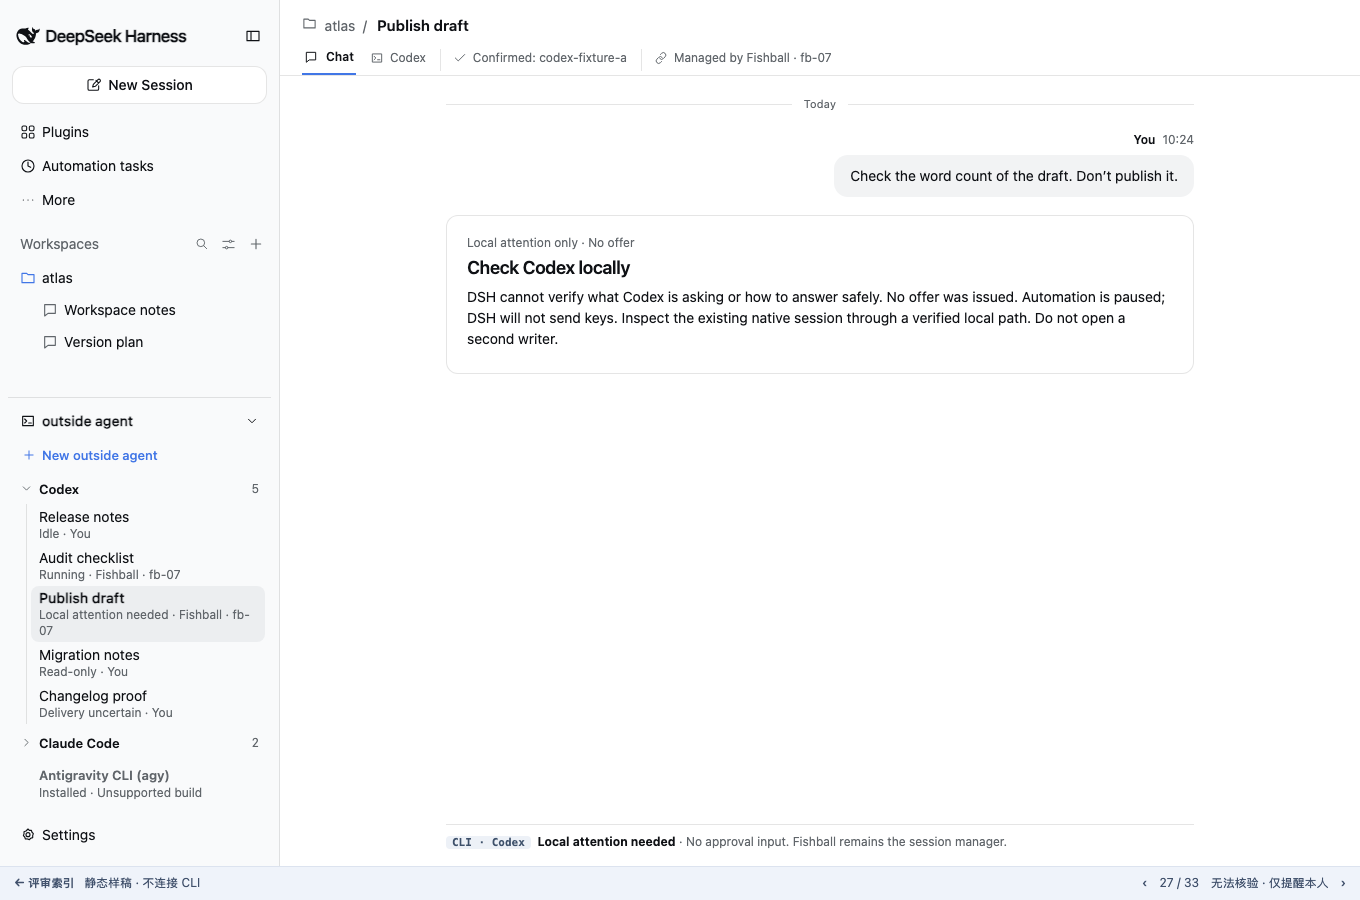 DeepSeek Harness
New Session
Plugins
Automation tasks
More
Workspaces
atlas
Workspace notes
Version plan
outside agent
New outside agent
Codex 5
Release notes
Idle · You
Audit checklist
Running · Fishball · fb-07
Publish draft
Local attention needed · Fishball · fb-
07
Migration notes
Read-only · You
Changelog proof
Delivery uncertain · You
Claude Code 2
Antigravity CLI (agy)
Installed · Unsupported build
Settings
atlas / Publish draft
Chat Codex Confirmed: codex-fixture-a Managed by Fishball · fb-07
Today
You 10:24
Check the word count of the draft. Don’t publish it.
Local attention only · No offer
Check Codex locally
DSH cannot verify what Codex is asking or how to answer safely. No offer was issued. Automation is paused;
DSH will not send keys. Inspect the existing native session through a verified local path. Do not open a
second writer.
CLI · Codex Local attention needed · No approval input. Fishball remains the session manager.
← 评审索引 静态样稿 · 不连接 CLI
‹ 27 / 33 无法核验 · 仅提醒本人 ›